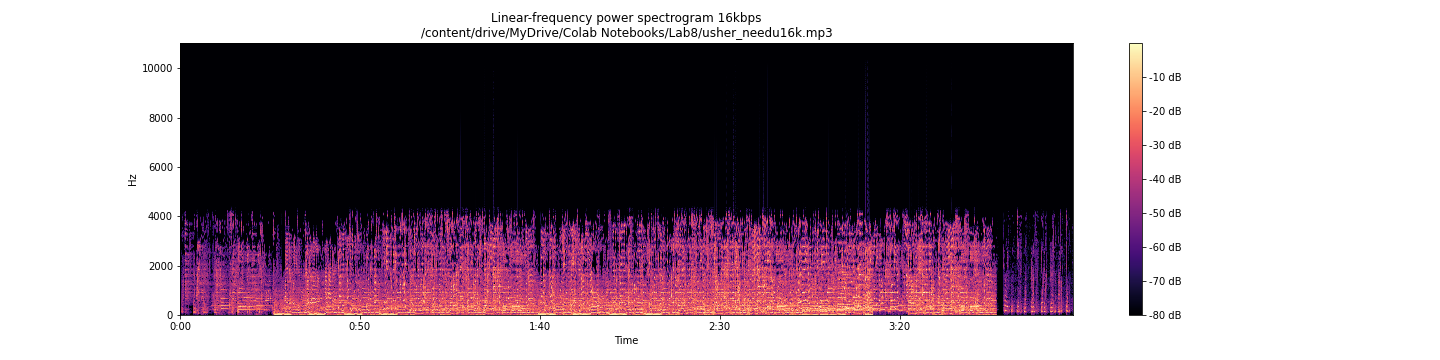 Linear-frequency power spectrogram 16kbps
/content/drive/MyDrive/Colab Notebooks/Lab8/usher_needu16k.mp3
10000
8000
6000
4000
2000
0
Hz
0:00
0:50
1:40
2:30
3:20
Time
-10 dB
-20 dB
-30 dB
-40 dB
-50 dB
-60 dB
-70 dB
-80 dB